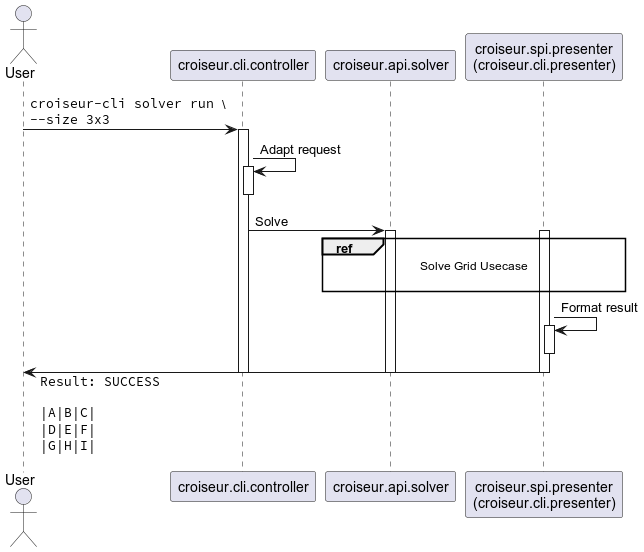 User
croiseur.cli.controller
croiseur.api.solver
croiseur.spi.presenter
(croiseur.cli.presenter)
croiseur-cli solver run \
--size 3x3
Adapt request
Solve
ref
Solve Grid Usecase
Format result
Result: SUCCESS
|A|B|C|
|D|E|F|
|G|H|I|
User
croiseur.cli.controller
croiseur.api.solver
croiseur.spi.presenter
(croiseur.cli.presenter)